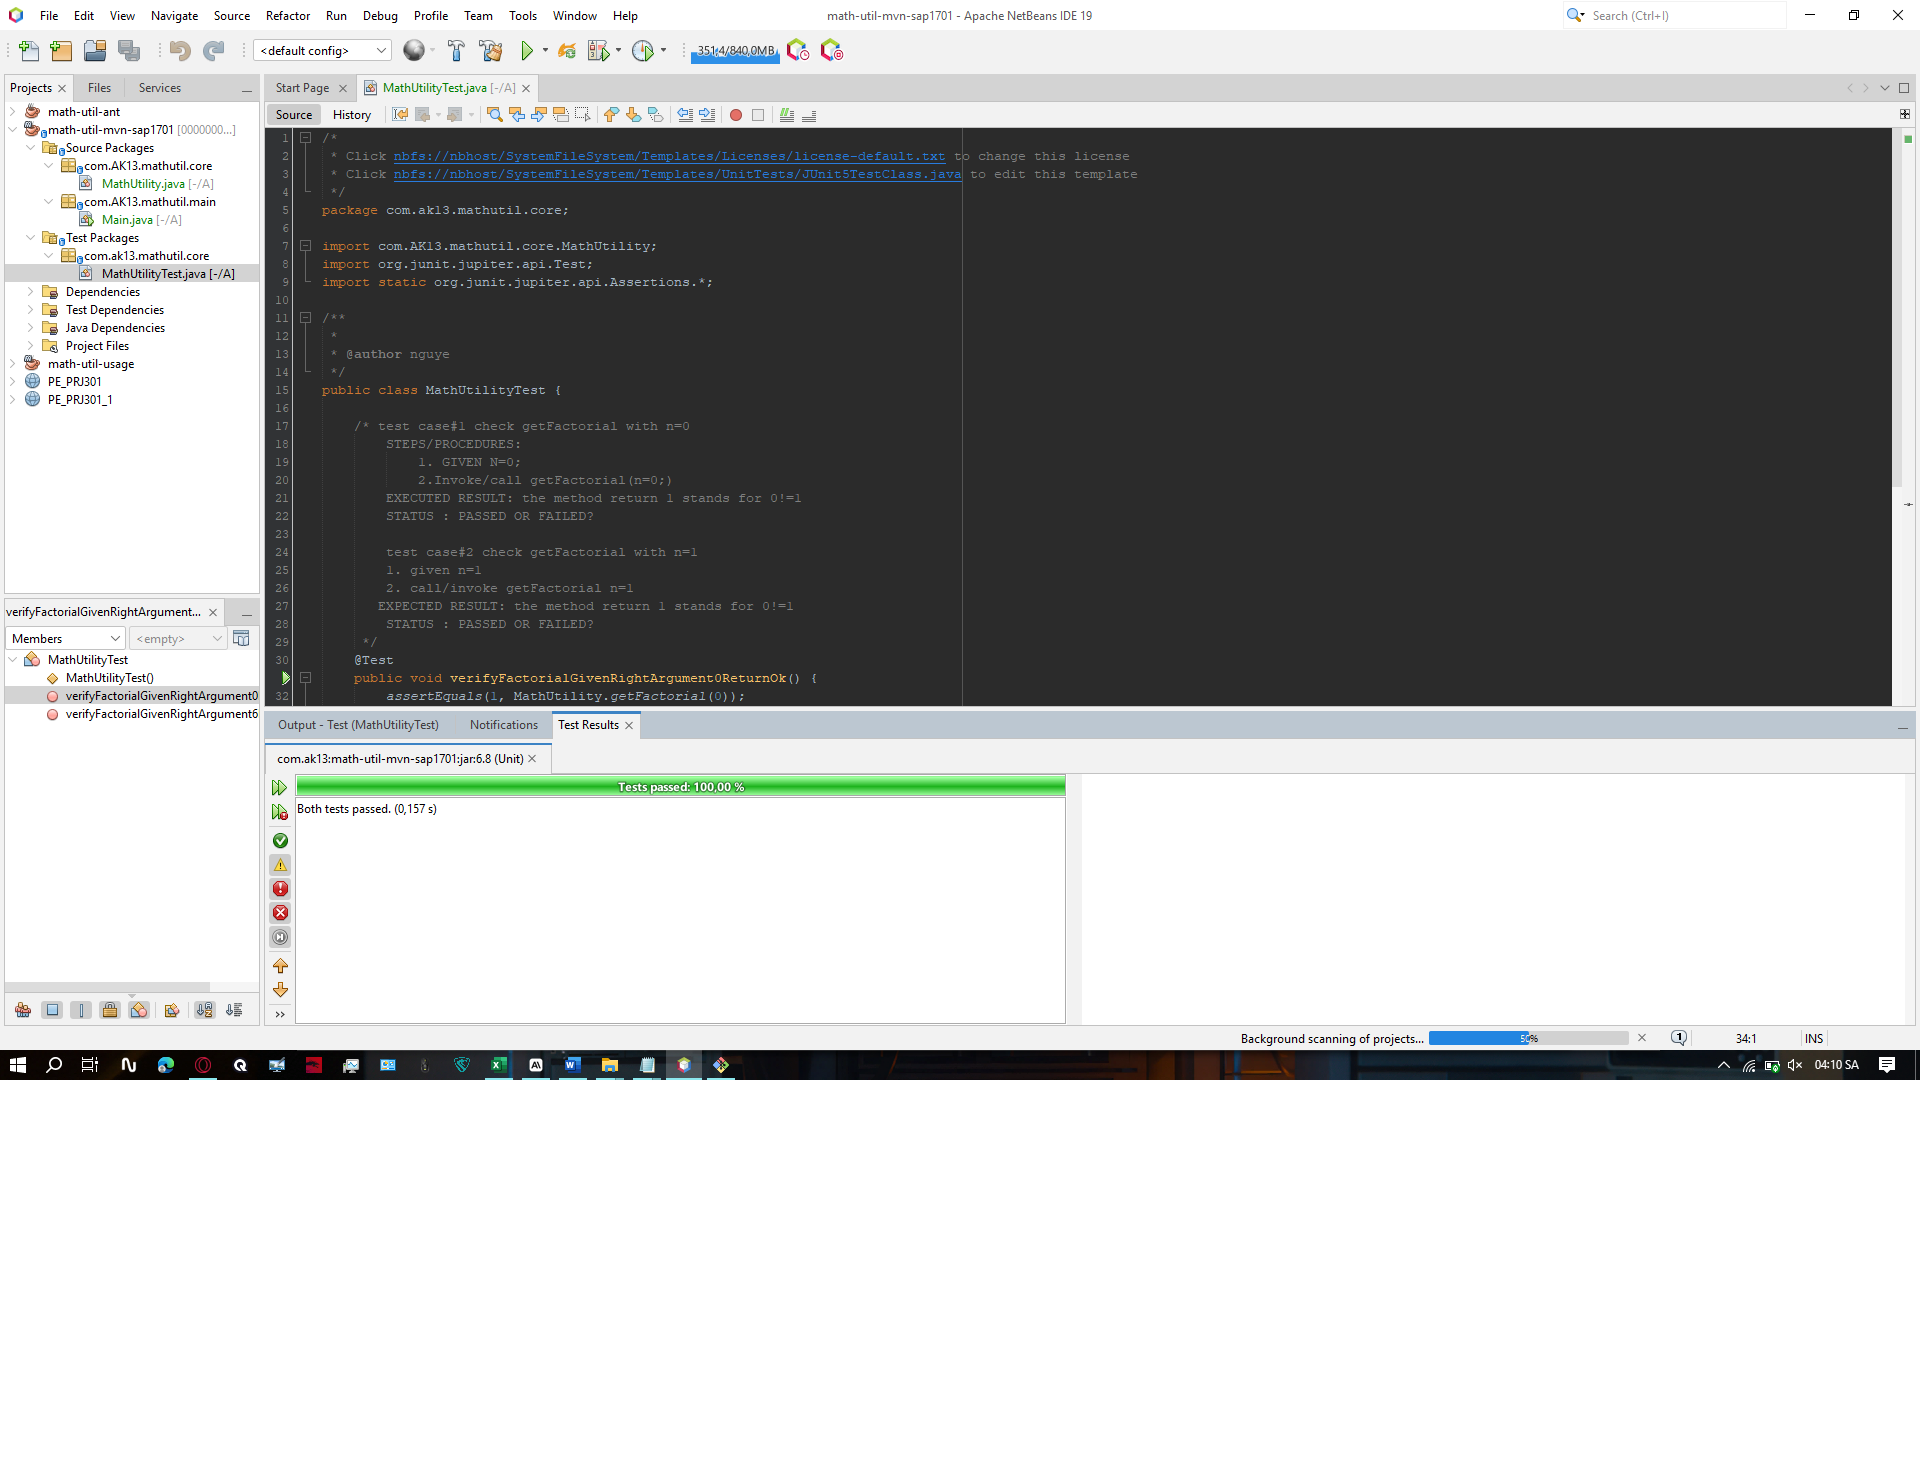 File Edit View Navigate Source Refactor Run Debug Profile Team Tools Window Help
math-util-mvn-sap1701 - Apache NetBeans IDE 19
Search (Ctrl+I)
<default config>
351,4/840,0MB
Projects Files Services
math-util-ant
math-util-mvn-sap1701 [0000000...]
Source Packages
com.AK13.mathutil.core
MathUtility.java [-/A]
com.AK13.mathutil.main
Main.java [-/A]
Test Packages
com.ak13.mathutil.core
MathUtilityTest.java [-/A]
Dependencies
Test Dependencies
Java Dependencies
Project Files
math-util-usage
PE_PRJ301
PE_PRJ301_1
verifyFactorialGivenRightArgument...
Members
<empty>
MathUtilityTest
MathUtilityTest()
verifyFactorialGivenRightArgument0
verifyFactorialGivenRightArgument6
Start Page MathUtilityTest.java [-/A]
Source History
1 /*
2 * Click nbfs://nbhost/SystemFileSystem/Templates/Licenses/license-default.txt to change this license
3 * Click nbfs://nbhost/SystemFileSystem/Templates/UnitTests/JUnit5TestClass.java to edit this template
4 */
5 package com.ak13.mathutil.core;
6
7 import com.AK13.mathutil.core.MathUtility;
8 import org.junit.jupiter.api.Test;
9 import static org.junit.jupiter.api.Assertions.*;
10
11 /**
12 *
13 * @author nguye
14 */
15 public class MathUtilityTest {
16
17 /* test case#1 check getFactorial with n=0
18 STEPS/PROCEDURES:
19 1. GIVEN N=0;
20 2.Invoke/call getFactorial(n=0;)
21 EXECUTED RESULT: the method return 1 stands for 0!=1
22 STATUS : PASSED OR FAILED?
23
24 test case#2 check getFactorial with n=1
25 1. given n=1
26 2. call/invoke getFactorial n=1
27 EXPECTED RESULT: the method return 1 stands for 0!=1
28 STATUS : PASSED OR FAILED?
29 */
30 @Test
public void verifyFactorialGivenRightArgument0ReturnOk() {
32 assertEquals(1, MathUtility.getFactorial(0));
Output - Test (MathUtilityTest) Notifications Test Results
com.ak13:math-util-mvn-sap1701:jar:6.8 (Unit)
Tests passed: 100,00 %
Both tests passed. (0,157 s)
Background scanning of projects... 50% 1 34:1 INS
04:10 SA